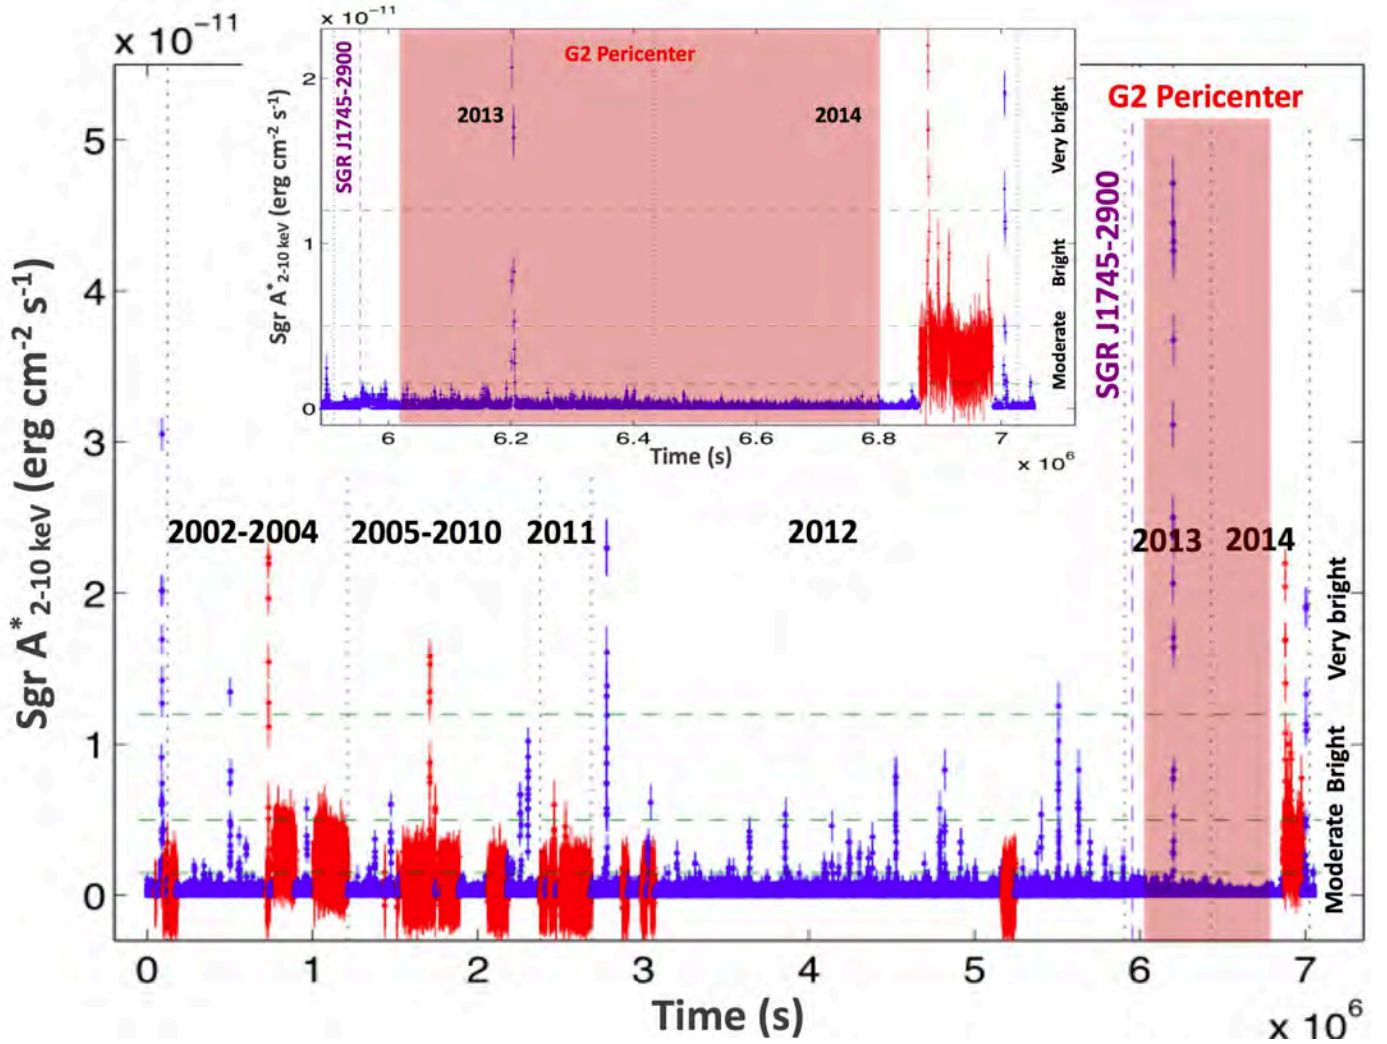 x 10⁻¹¹
x 10⁻¹¹
SGR J1745-2900
G2 Pericenter
2013
2014
2
1
0
Sgr A* 2-10 keV (erg cm⁻² s⁻¹)
Very bright
Bright
Moderate
6
6.2
6.4
6.6
6.8
7
Time (s)
x 10⁶
G2 Pericenter
SGR J1745-2900
5
4
3
2
1
0
Sgr A* 2-10 keV (erg cm⁻² s⁻¹)
2002-2004
2005-2010
2011
2012
2013
2014
Very bright
Bright
Moderate
0
1
2
3
4
5
6
7
Time (s)
x 10⁶